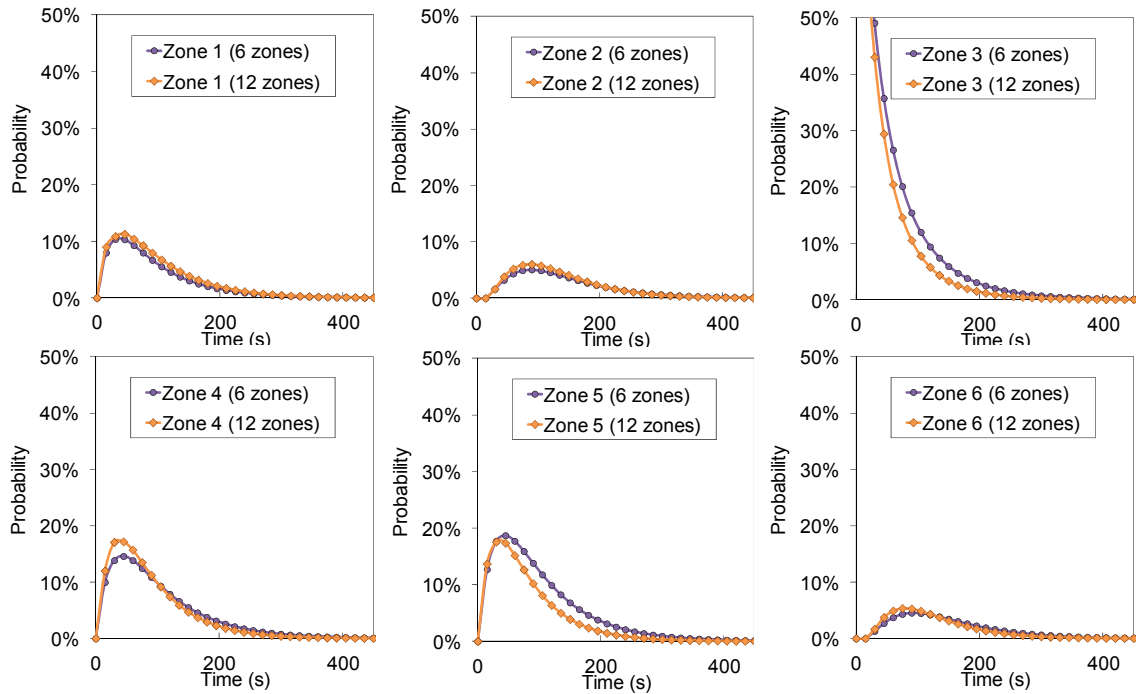 50%
40%
30%
20%
10%
0%
Probability
Zone 1 (6 zones)
Zone 1 (12 zones)
0 200 400
Time (s)
50%
40%
30%
20%
10%
0%
Probability
Zone 2 (6 zones)
Zone 2 (12 zones)
0 200 400
Time (s)
50%
40%
30%
20%
10%
0%
Probability
Zone 3 (6 zones)
Zone 3 (12 zones)
0 200 400
Time (s)
50%
40%
30%
20%
10%
0%
Probability
Zone 4 (6 zones)
Zone 4 (12 zones)
0 200 400
Time (s)
50%
40%
30%
20%
10%
0%
Probability
Zone 5 (6 zones)
Zone 5 (12 zones)
0 200 400
Time (s)
50%
40%
30%
20%
10%
0%
Probability
Zone 6 (6 zones)
Zone 6 (12 zones)
0 200 400
Time (s)